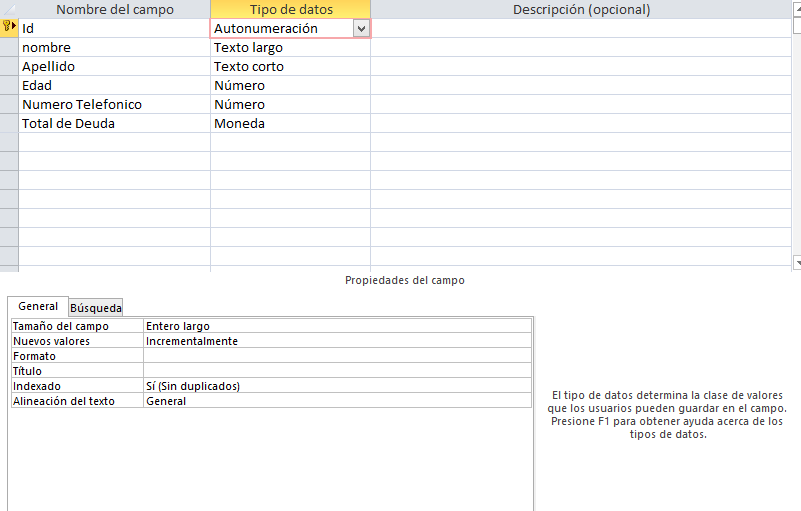 Nombre del campo Tipo de datos Descripción (opcional)
Id Autonumeración
nombre Texto largo
Apellido Texto corto
Edad Número
Numero Telefonico Número
Total de Deuda Moneda
Propiedades del campo
General Búsqueda
Tamaño del campo Entero largo
Nuevos valores Incrementalmente
Formato
Título
Indexado Sí (Sin duplicados)
Alineación del texto General
El tipo de datos determina la clase de valores
que los usuarios pueden guardar en el campo.
Presione F1 para obtener ayuda acerca de los
tipos de datos.